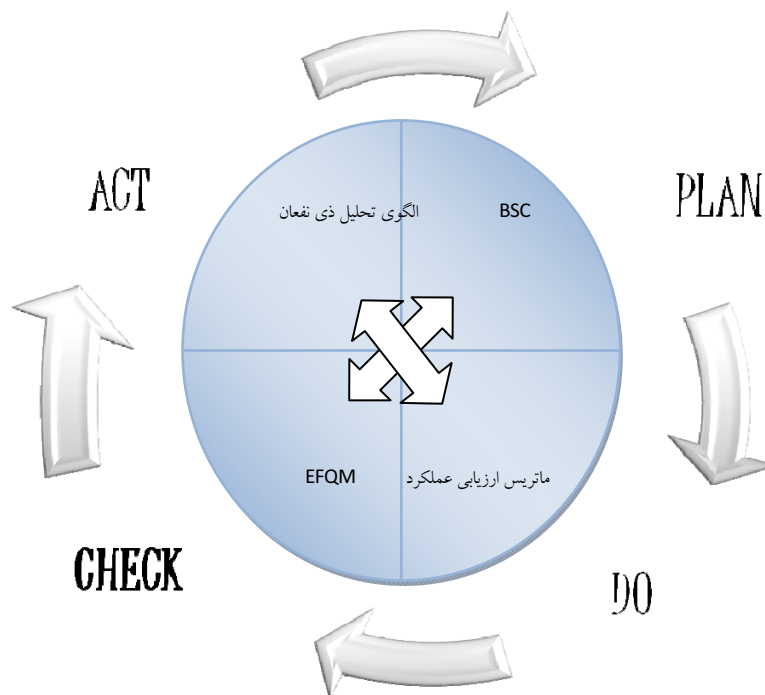 ACT
PLAN
الگوی تحلیل ذی نفعان
BSC
EFQM
ماتریس ارزیابی عملکرد
CHECK
DO